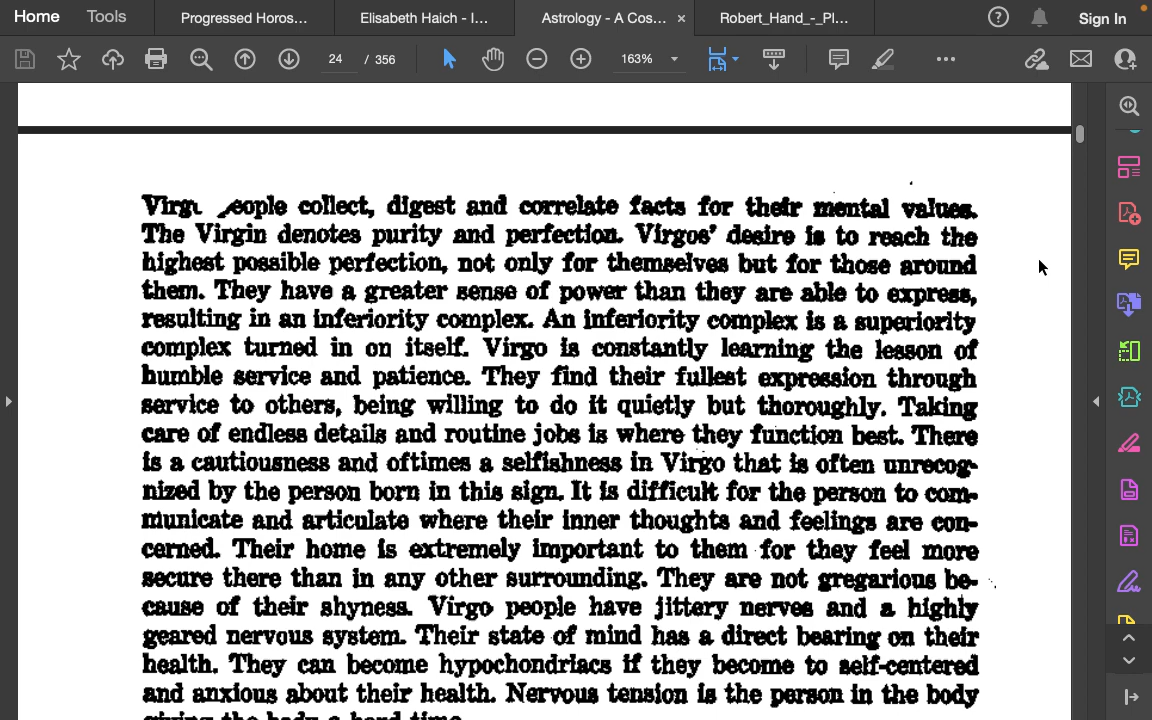 Home Tools Progressed Horos... Elisabeth Haich - I... Astrology - A Cos... × Robert_Hand_-_Pl... Sign In
24 / 356 163%
people collect, digest and correlate facts for their mental values.
The Virgin denotes purity and perfection. Virgos' desire is to reach the
highest possible perfection, not only for themselves but for those around
them. They have a greater sense of power than they are able to express,
resulting in an inferiority complex. An inferiority complex is a superiority
complex turned in on itself. Virgo is constantly learning the lesson of
humble service and patience. They find their fullest expression through
service to others, being willing to do it quietly but thoroughly. Taking
care of endless details and routine jobs is where they function best. There
is a cautiousness and oftimes a selfishness in Virgo that is often unrecog-
nized by the person born in this sign. It is difficult for the person to com-
municate and articulate where their inner thoughts and feelings are con-
cerned. Their home is extremely important to them for they feel more
secure there than in any other surrounding. They are not gregarious be-
cause of their shyness. Virgo people have jittery nerves and a highly
geared nervous system. Their state of mind has a direct bearing on their
health. They can become hypochondriacs if they become to self-centered
and anxious about their health. Nervous tension is the person in the body
giving the body a hard time.